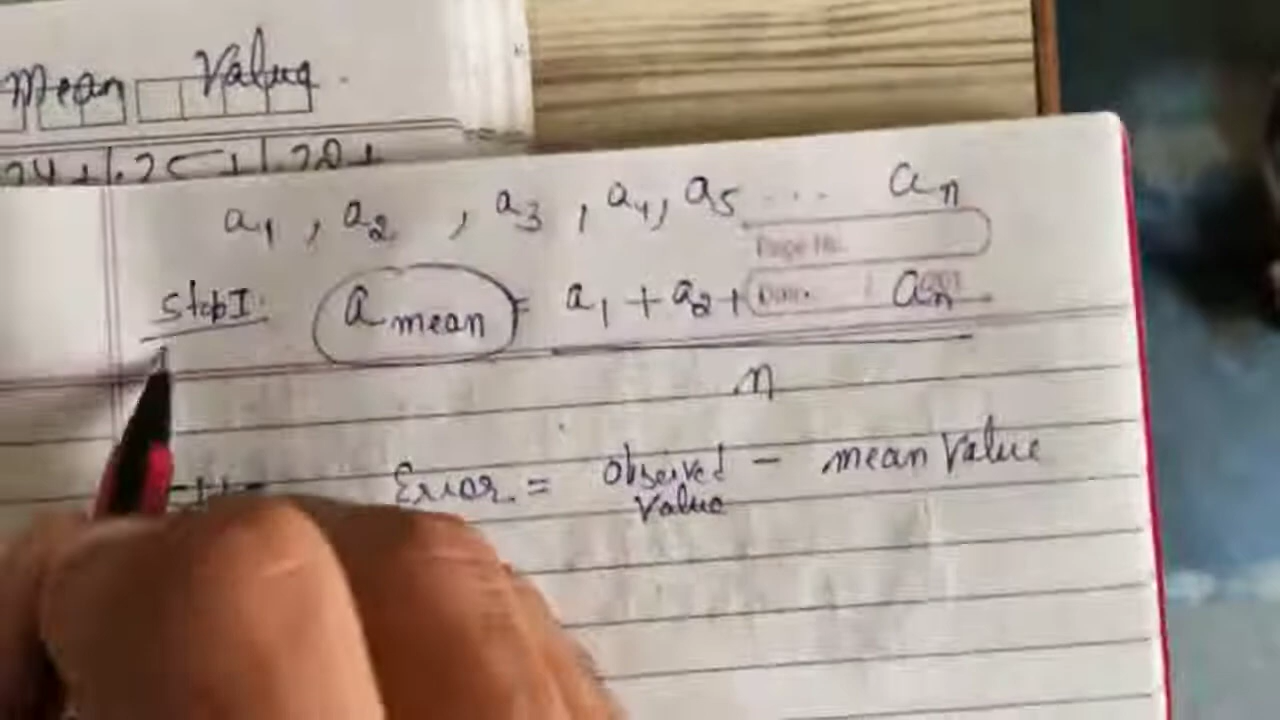 Mean Value.
a1, a2, a3, a4, a5 ... an
Page No.
Step I: a mean = a1 + a2 + an
Date
n
Error = Observed Value - mean Value